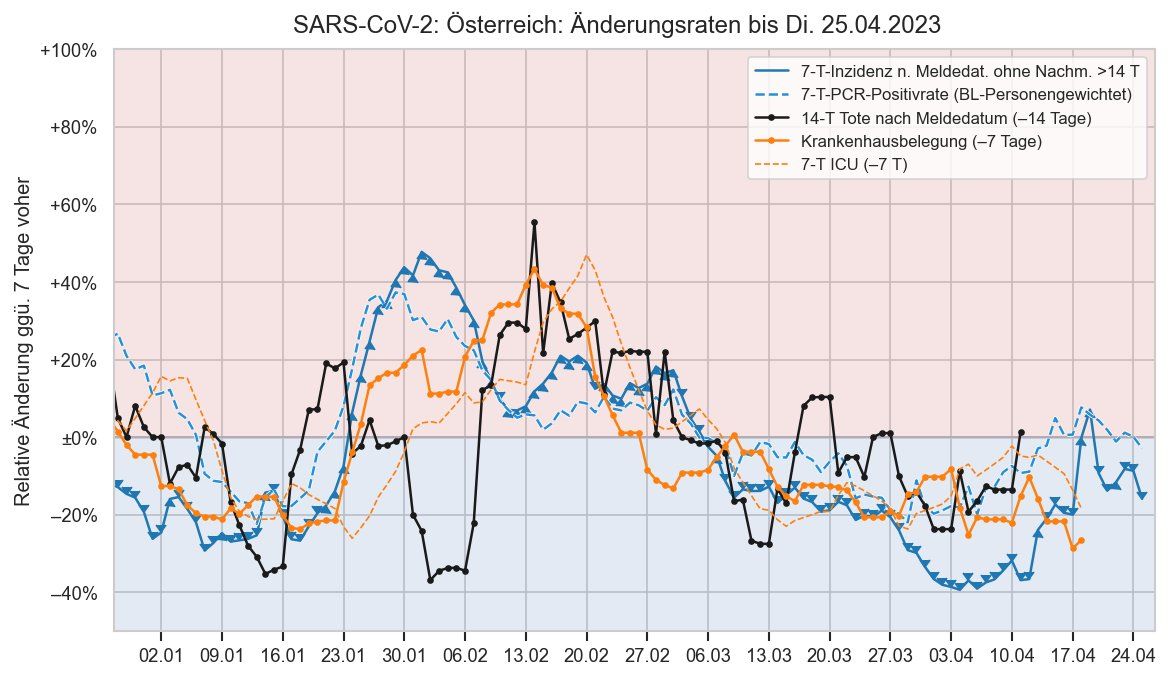 SARS-CoV-2: Österreich: Änderungsraten bis Di. 25.04.2023
Relative Änderung ggü. 7 Tage voher
+100%
+80%
+60%
+40%
+20%
±0%
–20%
–40%
7-T-Inzidenz n. Meldedat. ohne Nachm. >14 T
7-T-PCR-Positivrate (BL-Personengewichtet)
14-T Tote nach Meldedatum (–14 Tage)
Krankenhausbelegung (–7 Tage)
7-T ICU (–7 T)
02.01 09.01 16.01 23.01 30.01 06.02 13.02 20.02 27.02 06.03 13.03 20.03 27.03 03.04 10.04 17.04 24.04